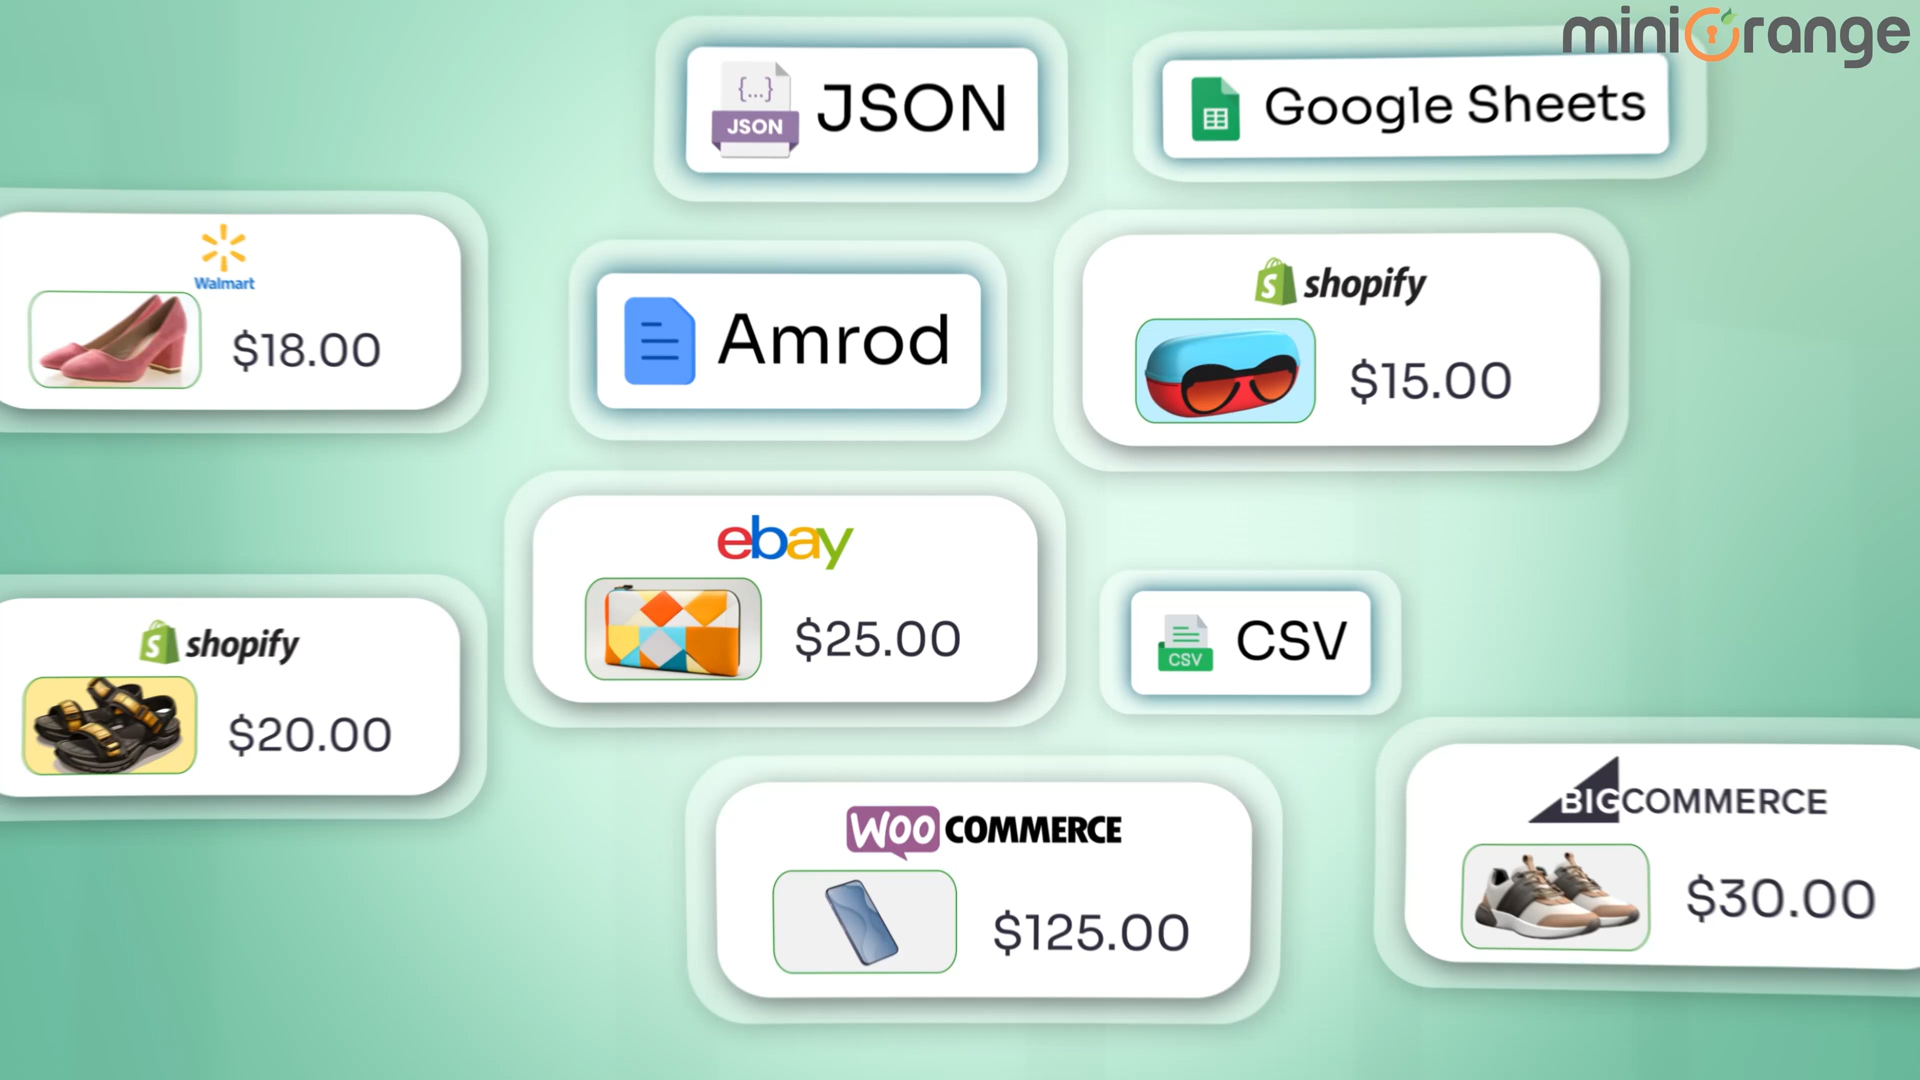 miniOrange
{...}
JSON
JSON
Google Sheets
Walmart
$18.00
Amrod
shopify
$15.00
ebay
$25.00
CSV
CSV
shopify
$20.00
WOO COMMERCE
$125.00
BIGCOMMERCE
$30.00